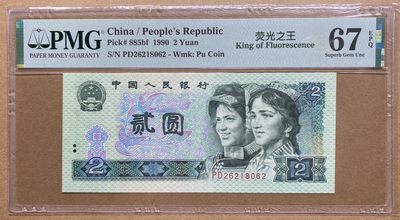 PMG
PAPER MONEY GUARANTY
China / People's Republic
Pick# 885bf 1990 2 Yuan
S/N PD26218062 - Wmk: Pu Coin
荧光之王
King of Fluorescence
67
EPQ
Superb Gem Unc
中国人民银行
2
贰圆
2
PD26218062